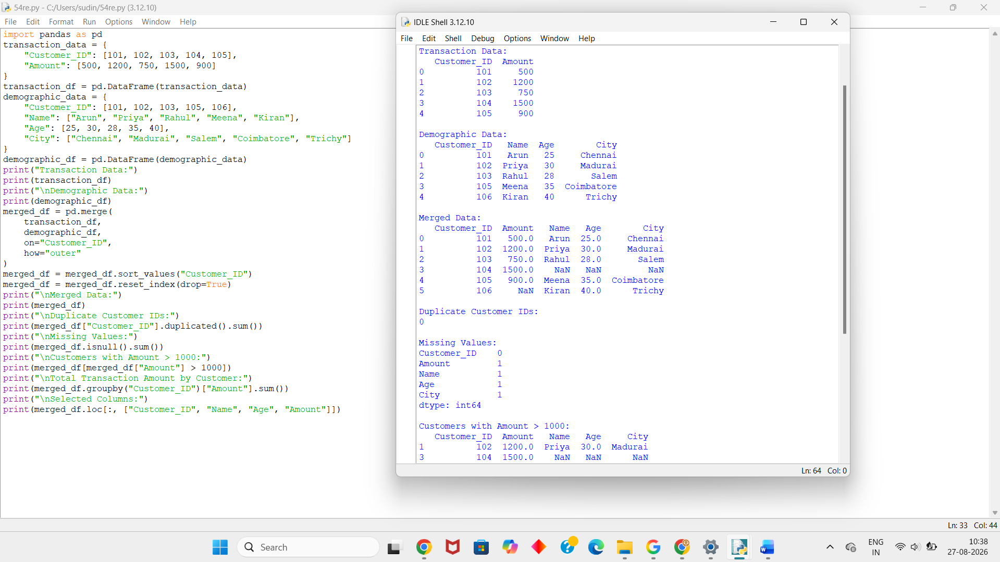 54re.py - C:/Users/sudin/54re.py (3.12.10)
File Edit Format Run Options Window Help
import pandas as pd
transaction_data = {
    "Customer_ID": [101, 102, 103, 104, 105],
    "Amount": [500, 1200, 750, 1500, 900]
}
transaction_df = pd.DataFrame(transaction_data)
demographic_data = {
    "Customer_ID": [101, 102, 103, 105, 106],
    "Name": ["Arun", "Priya", "Rahul", "Meena", "Kiran"],
    "Age": [25, 30, 28, 35, 40],
    "City": ["Chennai", "Madurai", "Salem", "Coimbatore", "Trichy"]
}
demographic_df = pd.DataFrame(demographic_data)
print("Transaction Data:")
print(transaction_df)
print("\nDemographic Data:")
print(demographic_df)
merged_df = pd.merge(
    transaction_df,
    demographic_df,
    on="Customer_ID",
    how="outer"
)
merged_df = merged_df.sort_values("Customer_ID")
merged_df = merged_df.reset_index(drop=True)
print("\nMerged Data:")
print(merged_df)
print("\nDuplicate Customer IDs:")
print(merged_df["Customer_ID"].duplicated().sum())
print("\nMissing Values:")
print(merged_df.isnull().sum())
print("\nCustomers with Amount > 1000:")
print(merged_df[merged_df["Amount"] > 1000])
print("\nTotal Transaction Amount by Customer:")
print(merged_df.groupby("Customer_ID")["Amount"].sum())
print("\nSelected Columns:")
print(merged_df.loc[:, ["Customer_ID", "Name", "Age", "Amount"]])
IDLE Shell 3.12.10
File Edit Shell Debug Options Window Help
Transaction Data:
   Customer_ID  Amount
0          101     500
1          102    1200
2          103     750
3          104    1500
4          105     900
Demographic Data:
   Customer_ID   Name  Age        City
0          101   Arun   25     Chennai
1          102  Priya   30     Madurai
2          103  Rahul   28       Salem
3          105  Meena   35  Coimbatore
4          106  Kiran   40      Trichy
Merged Data:
   Customer_ID  Amount   Name   Age        City
0          101   500.0   Arun  25.0     Chennai
1          102  1200.0  Priya  30.0     Madurai
2          103   750.0  Rahul  28.0       Salem
3          104  1500.0    NaN   NaN         NaN
4          105   900.0  Meena  35.0  Coimbatore
5          106     NaN  Kiran  40.0      Trichy
Duplicate Customer IDs:
0
Missing Values:
Customer_ID    0
Amount         1
Name           1
Age            1
City           1
dtype: int64
Customers with Amount > 1000:
   Customer_ID  Amount   Name   Age     City
1          102  1200.0  Priya  30.0  Madurai
3          104  1500.0    NaN   NaN      NaN
Ln: 64 Col: 0
Ln: 33 Col: 44
Search
ENG
IN
10:38
27-08-2026